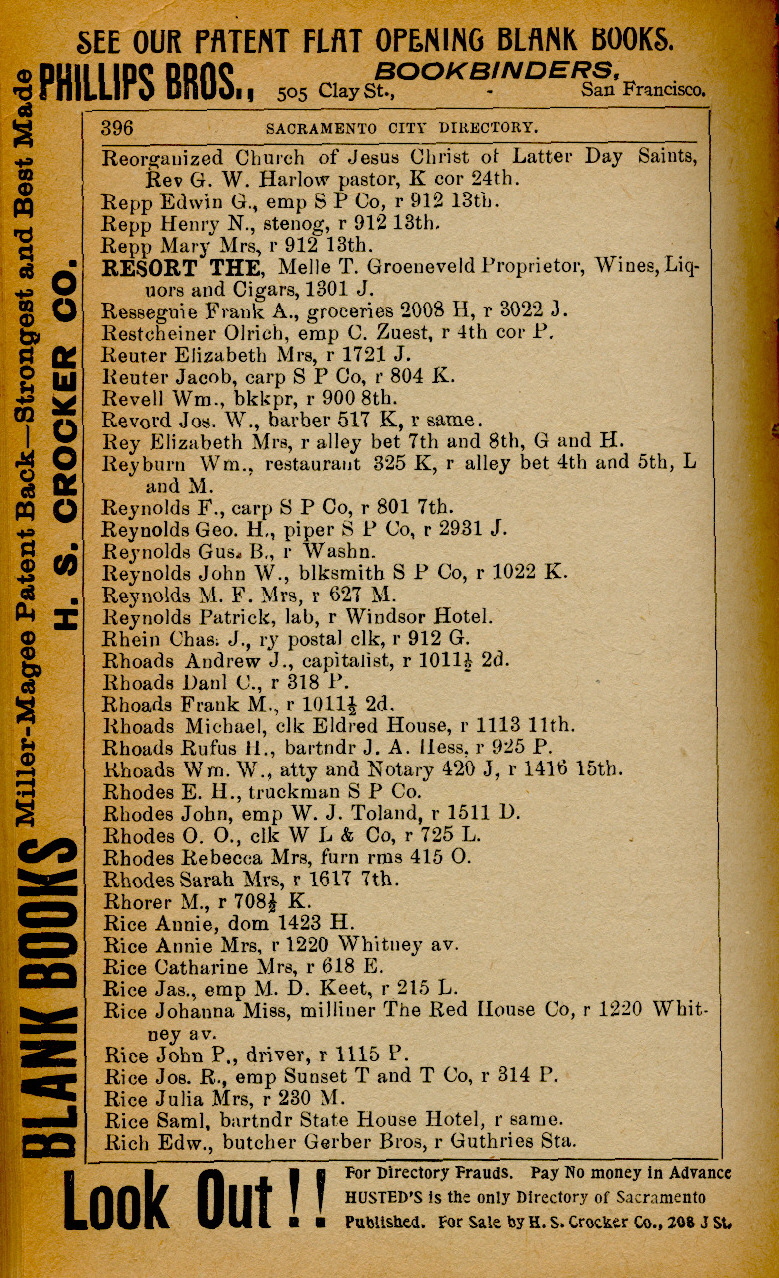 SEE OUR PATENT FLAT OPENING BLANK BOOKS.
PHILLIPS BROS., BOOKBINDERS,
505 Clay St., - San Francisco.
BLANK BOOKS Miller-Magee Patent Back—Strongest and Best Made
H. S. CROCKER CO.
396 SACRAMENTO CITY DIRECTORY.
Reorganized Church of Jesus Christ of Latter Day Saints,
Rev G. W. Harlow pastor, K cor 24th.
Repp Edwin G., emp S P Co, r 912 13th.
Repp Henry N., stenog, r 912 13th.
Repp Mary Mrs, r 912 13th.
RESORT THE, Melle T. Groeneveld Proprietor, Wines, Liq-
uors and Cigars, 1301 J.
Resseguie Frank A., groceries 2008 H, r 3022 J.
Restcheiner Olrich, emp C. Zuest, r 4th cor P.
Reuter Elizabeth Mrs, r 1721 J.
Reuter Jacob, carp S P Co, r 804 K.
Revell Wm., bkkpr, r 900 8th.
Revord Jos. W., barber 517 K, r same.
Rey Elizabeth Mrs, r alley bet 7th and 8th, G and H.
Reyburn Wm., restaurant 325 K, r alley bet 4th and 5th, L
and M.
Reynolds F., carp S P Co, r 801 7th.
Reynolds Geo. H., piper S P Co, r 2931 J.
Reynolds Gus. B., r Washn.
Reynolds John W., blksmith S P Co, r 1022 K.
Reynolds M. F. Mrs, r 627 M.
Reynolds Patrick, lab, r Windsor Hotel.
Rhein Chas. J., ry postal clk, r 912 G.
Rhoads Andrew J., capitalist, r 1011½ 2d.
Rhoads Danl C., r 318 P.
Rhoads Frank M., r 1011½ 2d.
Rhoads Michael, clk Eldred House, r 1113 11th.
Rhoads Rufus H., bartndr J. A. Hess, r 925 P.
Rhoads Wm. W., atty and Notary 420 J, r 1416 15th.
Rhodes E. H., truckman S P Co.
Rhodes John, emp W. J. Toland, r 1511 D.
Rhodes O. O., clk W L & Co, r 725 L.
Rhodes Rebecca Mrs, furn rms 415 O.
Rhodes Sarah Mrs, r 1617 7th.
Rhorer M., r 708½ K.
Rice Annie, dom 1423 H.
Rice Annie Mrs, r 1220 Whitney av.
Rice Catharine Mrs, r 618 E.
Rice Jas., emp M. D. Keet, r 215 L.
Rice Johanna Miss, milliner The Red House Co, r 1220 Whit-
ney av.
Rice John P., driver, r 1115 P.
Rice Jos. R., emp Sunset T and T Co, r 314 P.
Rice Julia Mrs, r 230 M.
Rice Saml, bartndr State House Hotel, r same.
Rich Edw., butcher Gerber Bros, r Guthries Sta.
Look Out !! For Directory Frauds. Pay No money in Advance
HUSTED'S is the only Directory of Sacramento
Published. For Sale by H. S. Crocker Co., 208 J St.